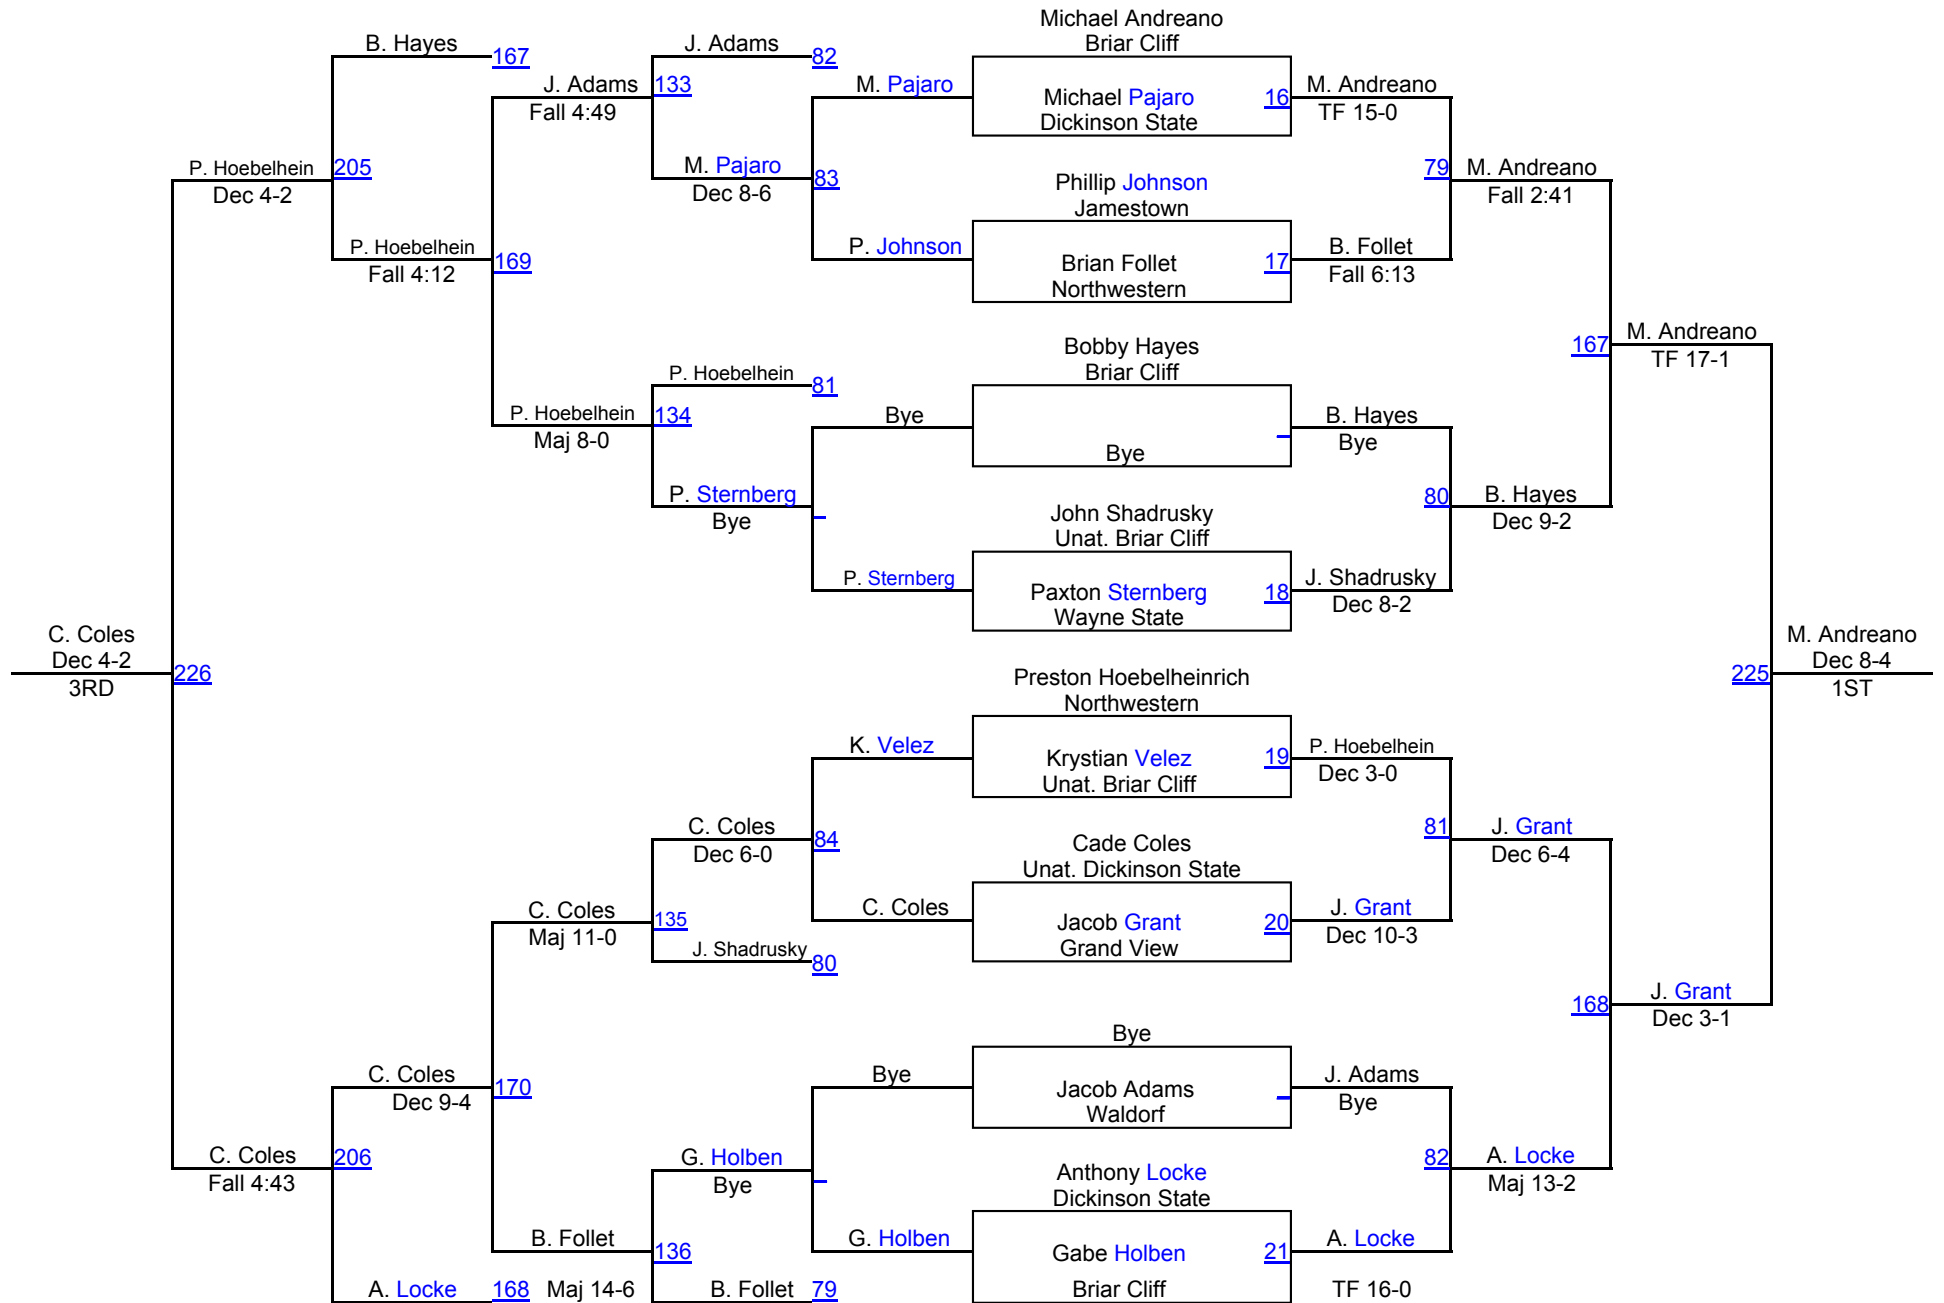 Michael Andreano
Briar Cliff
B. Hayes
167
J. Adams
82
J. Adams
133
Fall 4:49
M. Pajaro
Michael Pajaro
16
Dickinson State
M. Andreano
TF 15-0
P. Hoebelhein
205
Dec 4-2
M. Pajaro
83
Dec 8-6
Phillip Johnson
Jamestown
79
M. Andreano
Fall 2:41
P. Hoebelhein
169
Fall 4:12
P. Johnson
Brian Follet
17
Northwestern
B. Follet
Fall 6:13
Bobby Hayes
Briar Cliff
167
M. Andreano
TF 17-1
P. Hoebelhein
81
P. Hoebelhein
134
Maj 8-0
Bye
Bye
B. Hayes
Bye
P. Sternberg
Bye
John Shadrusky
Unat. Briar Cliff
80
B. Hayes
Dec 9-2
P. Sternberg
Paxton Sternberg
18
Wayne State
J. Shadrusky
Dec 8-2
C. Coles
Dec 4-2
226
3RD
Preston Hoebelheinrich
Northwestern
M. Andreano
Dec 8-4
225
1ST
K. Velez
Krystian Velez
19
Unat. Briar Cliff
P. Hoebelhein
Dec 3-0
C. Coles
84
Dec 6-0
Cade Coles
Unat. Dickinson State
81
J. Grant
Dec 6-4
C. Coles
135
Maj 11-0
J. Shadrusky
80
C. Coles
Jacob Grant
20
Grand View
J. Grant
Dec 10-3
168
J. Grant
Dec 3-1
Bye
C. Coles
170
Dec 9-4
Bye
Jacob Adams
Waldorf
J. Adams
Bye
C. Coles
206
Fall 4:43
G. Holben
Bye
Anthony Locke
Dickinson State
82
A. Locke
Maj 13-2
B. Follet
136
G. Holben
Gabe Holben
21
A. Locke
A. Locke
168
Maj 14-6
B. Follet
79
Briar Cliff
TF 16-0